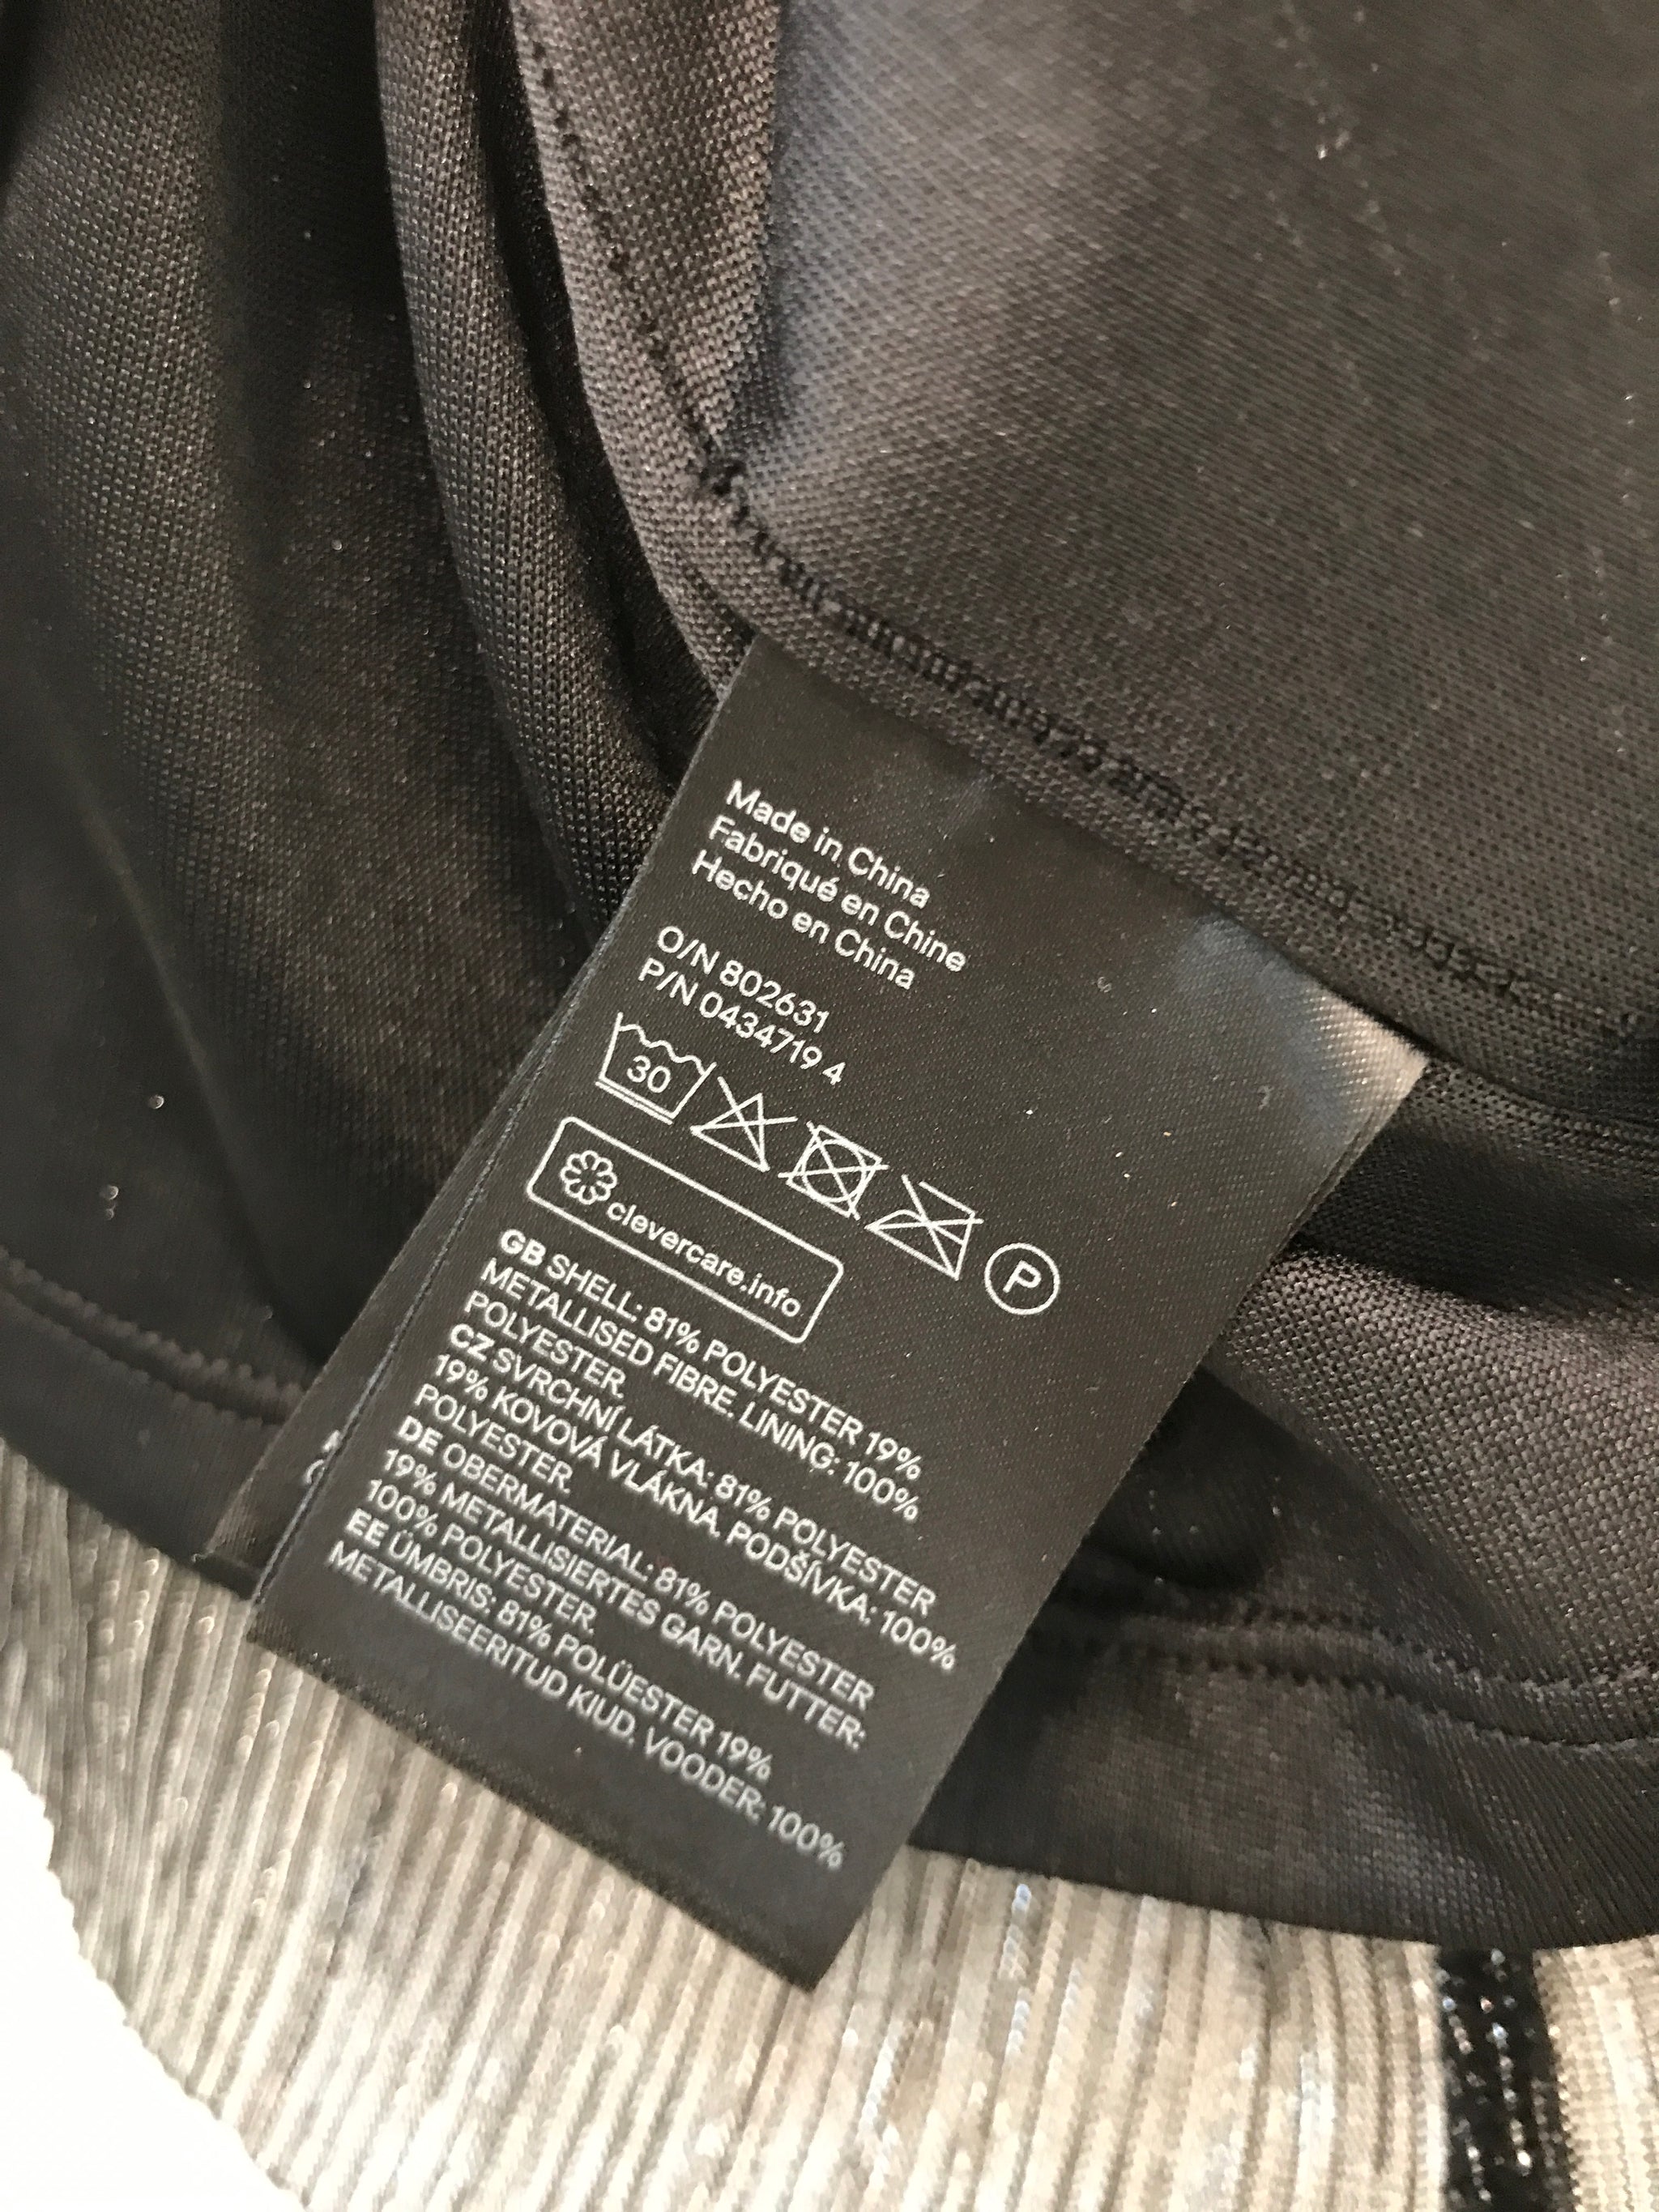 Made in China
Fabriqué en Chine
Hecho en China
O/N 802631
P/N 0434719 4
30
P
clevercare.info
GB SHELL: 81% POLYESTER 19%
METALLISED FIBRE. LINING: 100%
POLYESTER.
CZ SVRCHNÍ LÁTKA: 81% POLYESTER
19% KOVOVÁ VLÁKNA. PODŠÍVKA: 100%
POLYESTER.
DE OBERMATERIAL: 81% POLYESTER
19% METALLISIERTES GARN. FUTTER:
100% POLYESTER.
EE ÜMBRIS: 81% POLÜESTER 19%
METALLISEERITUD KIUD. VOODER: 100%